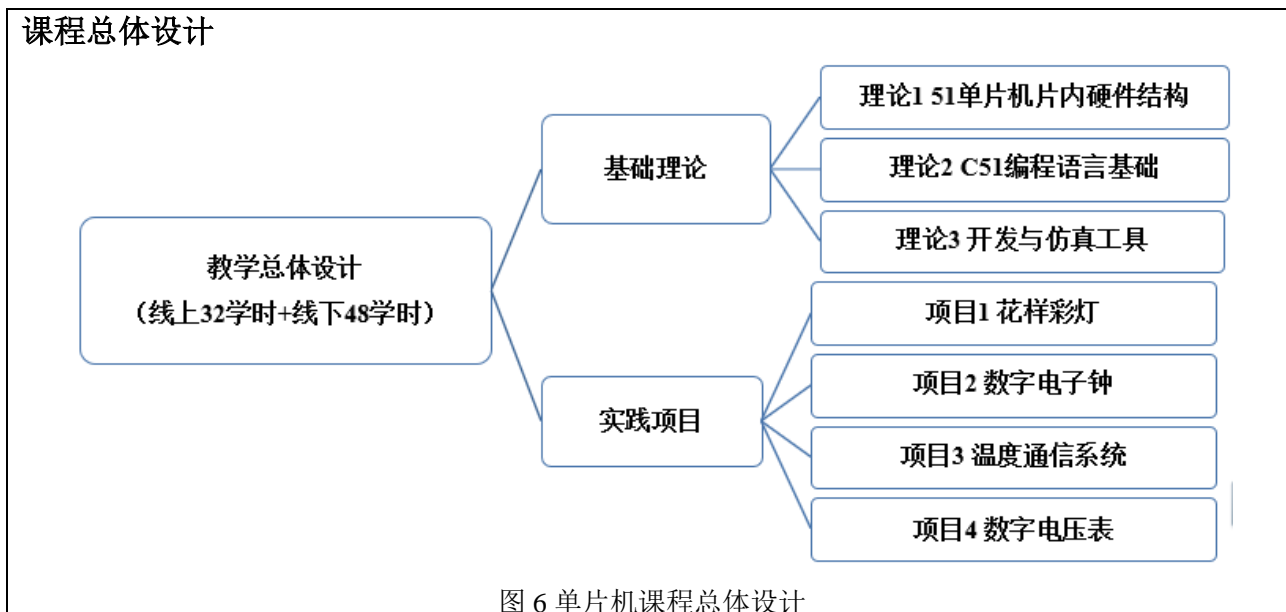 课程总体设计
教学总体设计
（线上32学时+线下48学时）
基础理论
理论1 51单片机片内硬件结构
理论2 C51编程语言基础
理论3 开发与仿真工具
实践项目
项目1 花样彩灯
项目2 数字电子钟
项目3 温度通信系统
项目4 数字电压表
图 6 单片机课程总体设计